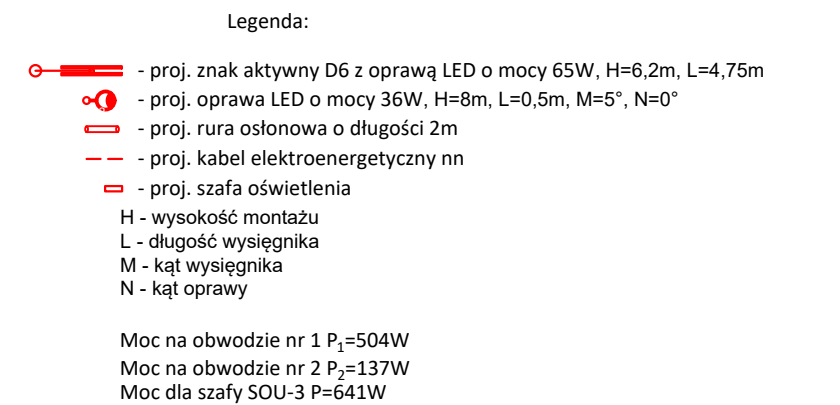 Legenda:
- proj. znak aktywny D6 z oprawą LED o mocy 65W, H=6,2m, L=4,75m
- proj. oprawa LED o mocy 36W, H=8m, L=0,5m, M=5°, N=0°
- proj. rura osłonowa o długości 2m
- proj. kabel elektroenergetyczny nn
- proj. szafa oświetlenia
H - wysokość montażu
L - długość wysięgnika
M - kąt wysięgnika
N - kąt oprawy
Moc na obwodzie nr 1 P₁=504W
Moc na obwodzie nr 2 P₂=137W
Moc dla szafy SOU-3 P=641W